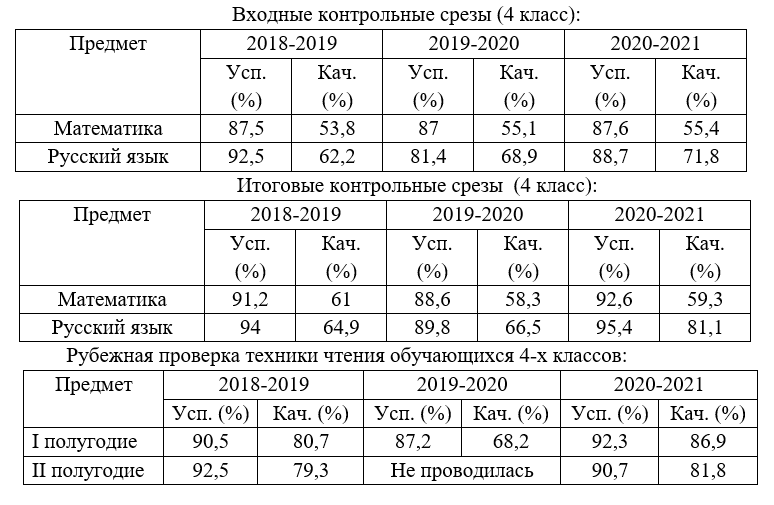 Входные контрольные срезы (4 класс):
Предмет 2018-2019 2019-2020 2020-2021
Усп. (%) Кач. (%) Усп. (%) Кач. (%) Усп. (%) Кач. (%)
Математика 87,5 53,8 87 55,1 87,6 55,4
Русский язык 92,5 62,2 81,4 68,9 88,7 71,8
Итоговые контрольные срезы (4 класс):
Предмет 2018-2019 2019-2020 2020-2021
Усп. (%) Кач. (%) Усп. (%) Кач. (%) Усп. (%) Кач. (%)
Математика 91,2 61 88,6 58,3 92,6 59,3
Русский язык 94 64,9 89,8 66,5 95,4 81,1
Рубежная проверка техники чтения обучающихся 4-х классов:
Предмет 2018-2019 2019-2020 2020-2021
Усп. (%) Кач. (%) Усп. (%) Кач. (%) Усп. (%) Кач. (%)
I полугодие 90,5 80,7 87,2 68,2 92,3 86,9
II полугодие 92,5 79,3 Не проводилась 90,7 81,8